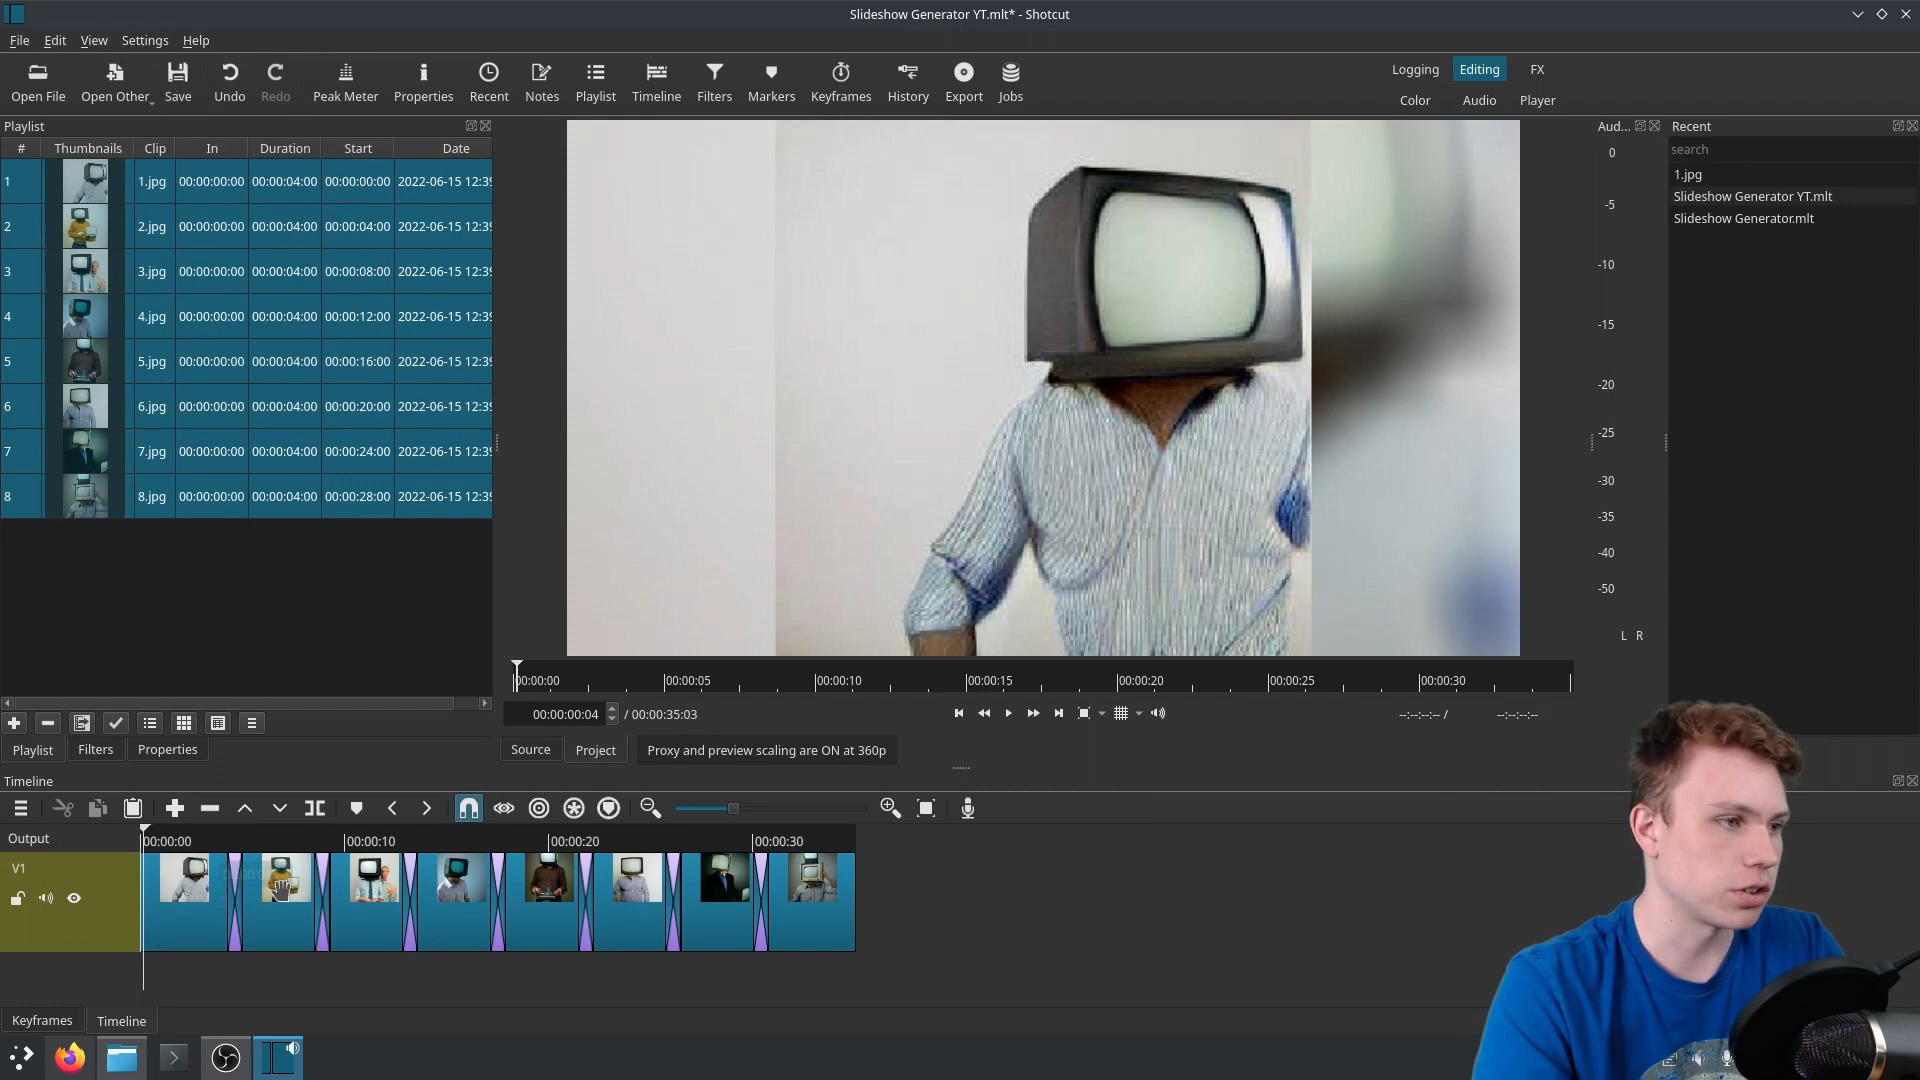 Slideshow Generator YT.mlt* - Shotcut
File Edit View Settings Help
Open File Open Other Save Undo Redo Peak Meter Properties Recent Notes Playlist Timeline Filters Markers Keyframes History Export Jobs
Logging Editing FX
Color Audio Player
Playlist
# Thumbnails Clip In Duration Start Date
1 1.jpg 00:00:00:00 00:00:04:00 00:00:00:00 2022-06-15 12:39
2 2.jpg 00:00:00:00 00:00:04:00 00:00:04:00 2022-06-15 12:39
3 3.jpg 00:00:00:00 00:00:04:00 00:00:08:00 2022-06-15 12:39
4 4.jpg 00:00:00:00 00:00:04:00 00:00:12:00 2022-06-15 12:39
5 5.jpg 00:00:00:00 00:00:04:00 00:00:16:00 2022-06-15 12:39
6 6.jpg 00:00:00:00 00:00:04:00 00:00:20:00 2022-06-15 12:39
7 7.jpg 00:00:00:00 00:00:04:00 00:00:24:00 2022-06-15 12:39
8 8.jpg 00:00:00:00 00:00:04:00 00:00:28:00 2022-06-15 12:39
Playlist Filters Properties
00:00:00 00:00:05 00:00:10 00:00:15 00:00:20 00:00:25 00:00:30
00:00:00:04 / 00:00:35:03
--:--:--:-- / --:--:--:--
Source Project Proxy and preview scaling are ON at 360p
Aud...
0
-5
-10
-15
-20
-25
-30
-35
-40
-50
L R
Recent
search
1.jpg
Slideshow Generator YT.mlt
Slideshow Generator.mlt
Timeline
Output
00:00:00 00:00:10 00:00:20 00:00:30
V1
Keyframes Timeline